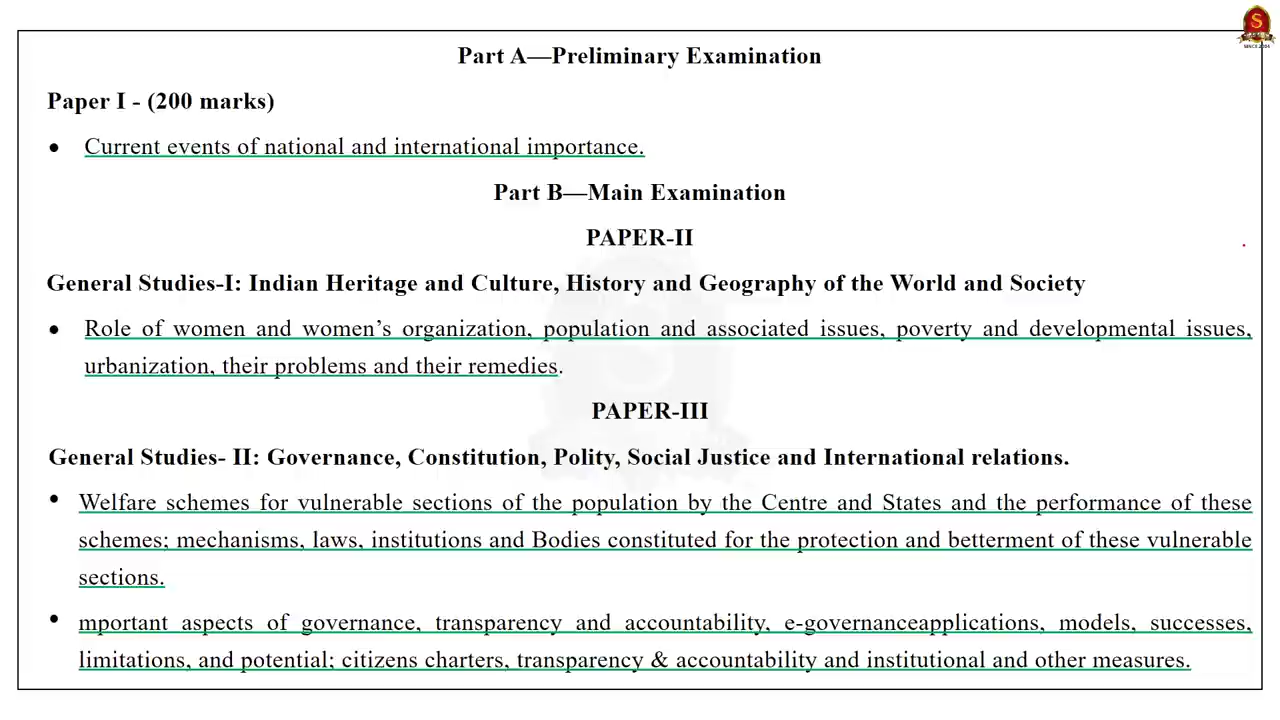 S
SINCE 2004
Part A—Preliminary Examination
Paper I - (200 marks)
• Current events of national and international importance.
Part B—Main Examination
PAPER-II
General Studies-I: Indian Heritage and Culture, History and Geography of the World and Society
• Role of women and women’s organization, population and associated issues, poverty and developmental issues,
urbanization, their problems and their remedies.
PAPER-III
General Studies- II: Governance, Constitution, Polity, Social Justice and International relations.
• Welfare schemes for vulnerable sections of the population by the Centre and States and the performance of these
schemes; mechanisms, laws, institutions and Bodies constituted for the protection and betterment of these vulnerable
sections.
• mportant aspects of governance, transparency and accountability, e-governanceapplications, models, successes,
limitations, and potential; citizens charters, transparency & accountability and institutional and other measures.